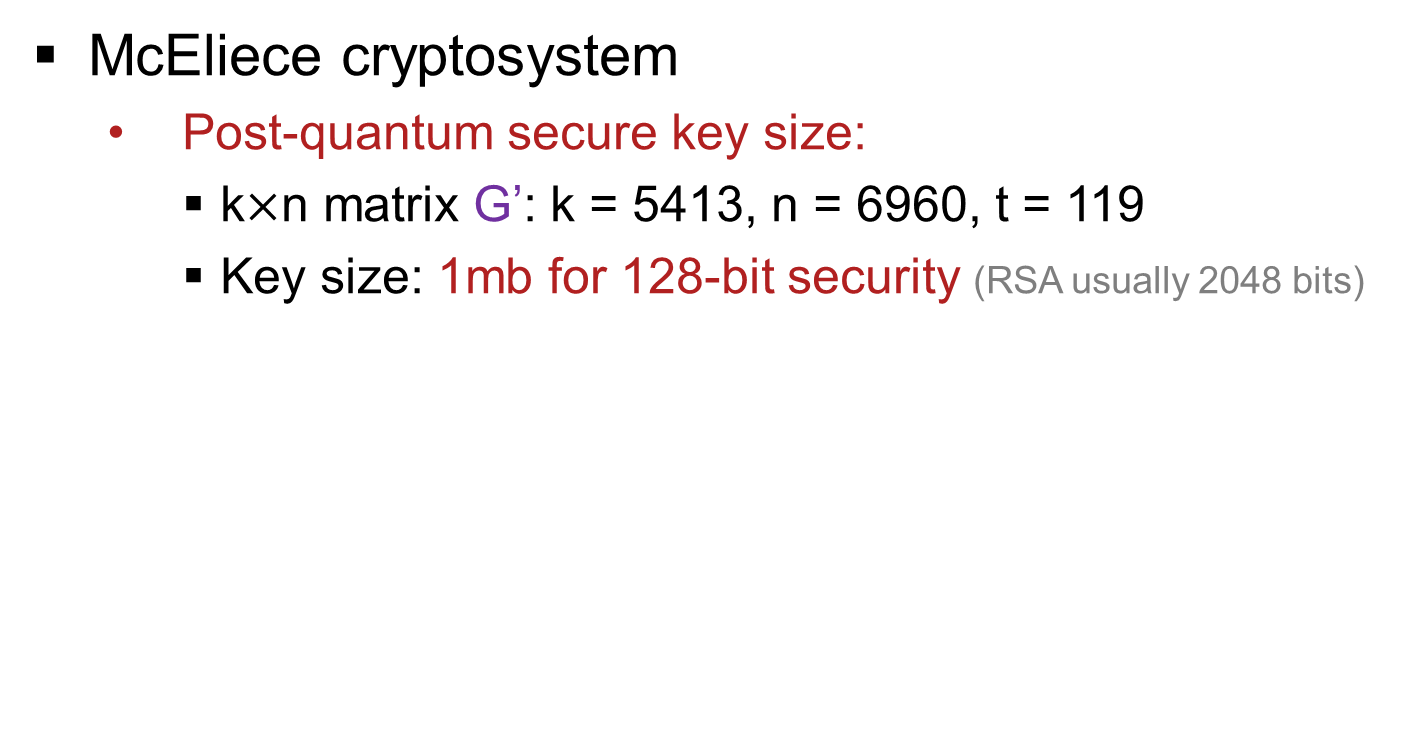 ▪ McEliece cryptosystem
• Post-quantum secure key size:
▪ k×n matrix G’: k = 5413, n = 6960, t = 119
▪ Key size: 1mb for 128-bit security (RSA usually 2048 bits)